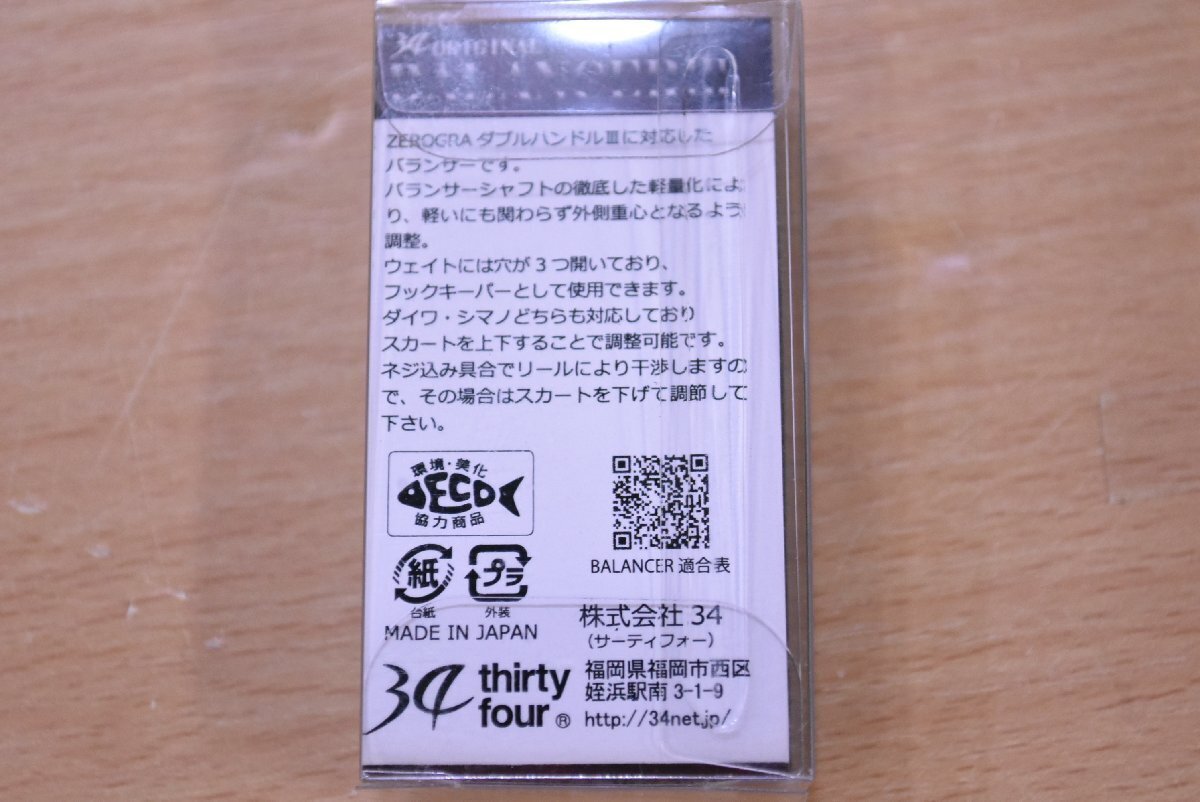 34 ORIGINAL
ZEROGRA ダブルハンドルⅢに対応した
バランサーです。
バランサーシャフトの徹底した軽量化によ
り、軽いにも関わらず外側重心となるよう
調整。
ウェイトには穴が3つ開いており、
フックキーパーとして使用できます。
ダイワ・シマノどちらも対応しており
スカートを上下することで調整可能です。
ネジ込み具合でリールにより干渉しますの
で、その場合はスカートを下げて調節して
下さい。
環境・美化
ECO
協力商品
BALANCER 適合表
紙
プラ
台紙
外装
MADE IN JAPAN
株式会社 34
(サーティフォー)
34 thirty four®
福岡県福岡市西区
姪浜駅南 3-1-9
http://34net.jp/